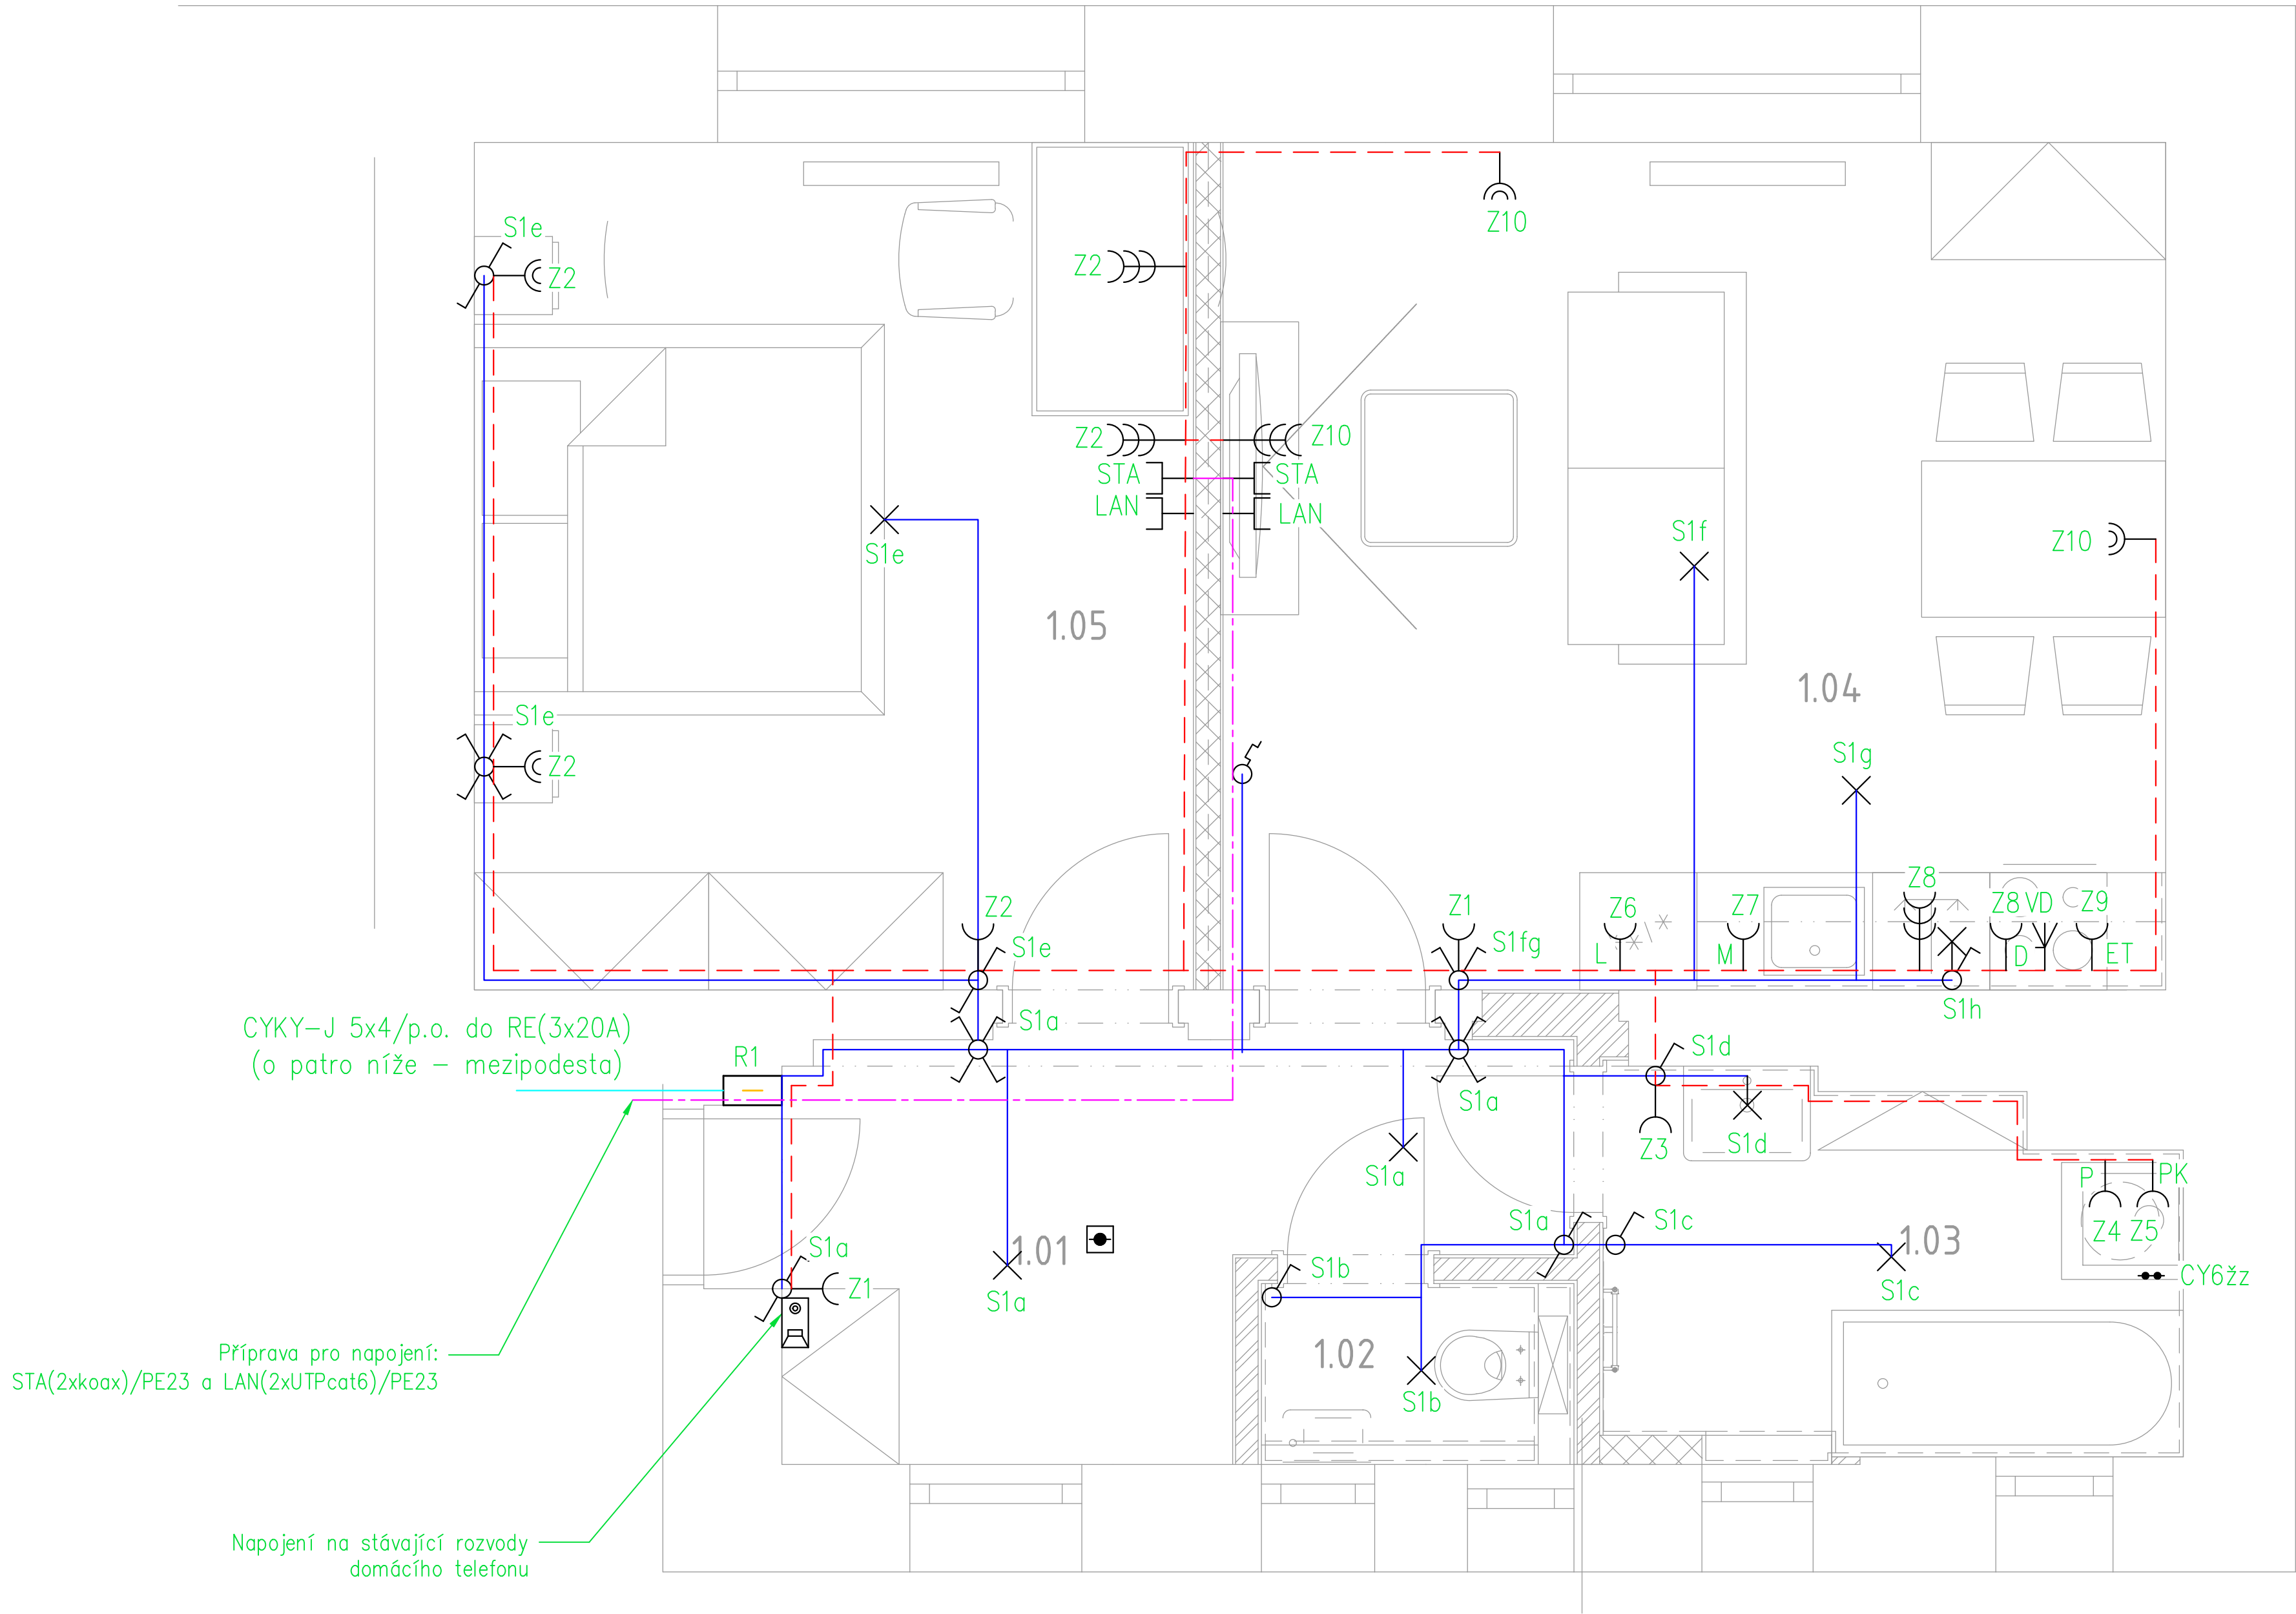 S1e
Z2
Z2
Z10
Z2
Z10
STA
STA
LAN
LAN
S1e
S1f
Z10
1.05
1.04
S1e
Z2
S1g
Z2
S1e
Z1
S1fg
Z6
L
Z7
M
Z8
Z8
VD
Z9
D
ET
S1h
CYKY-J 5x4/p.o. do RE(3x20A)
(o patro níže – mezipodesta)
R1
S1a
S1a
S1d
Z3
S1d
S1a
P
PK
Z4
Z5
S1a
S1c
1.03
CY6žz
S1c
1.01
S1a
Z1
S1a
S1b
1.02
S1b
Příprava pro napojení:
STA(2xkoax)/PE23 a LAN(2xUTPcat6)/PE23
Napojení na stávající rozvody
domácího telefonu